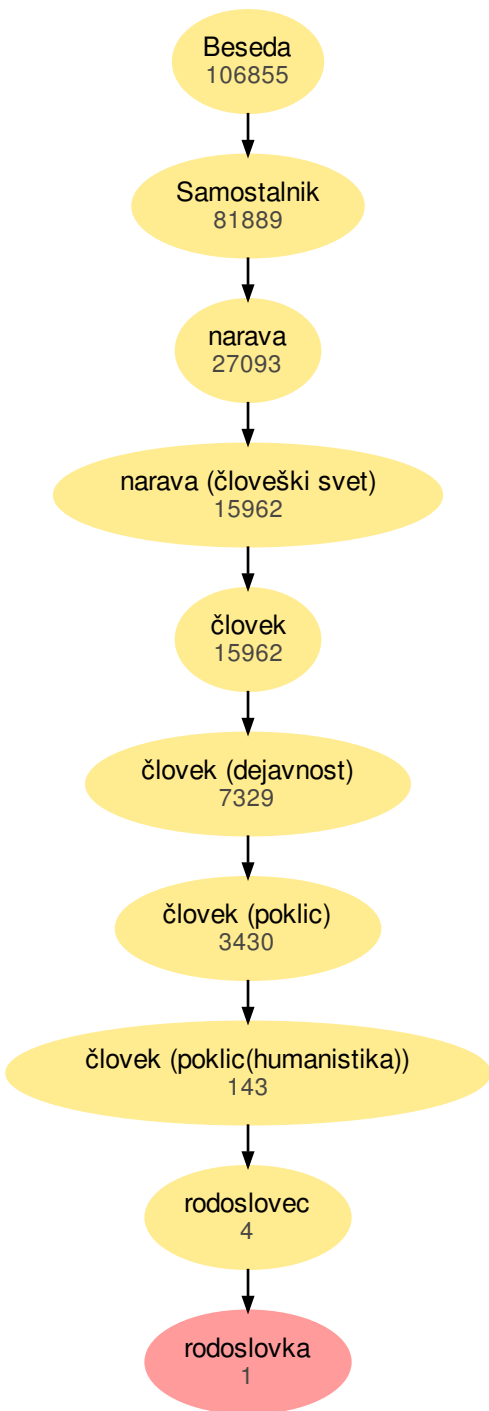 Beseda
106855
Samostalnik
81889
narava
27093
narava (človeški svet)
15962
človek
15962
človek (dejavnost)
7329
človek (poklic)
3430
človek (poklic(humanistika))
143
rodoslovec
4
rodoslovka
1